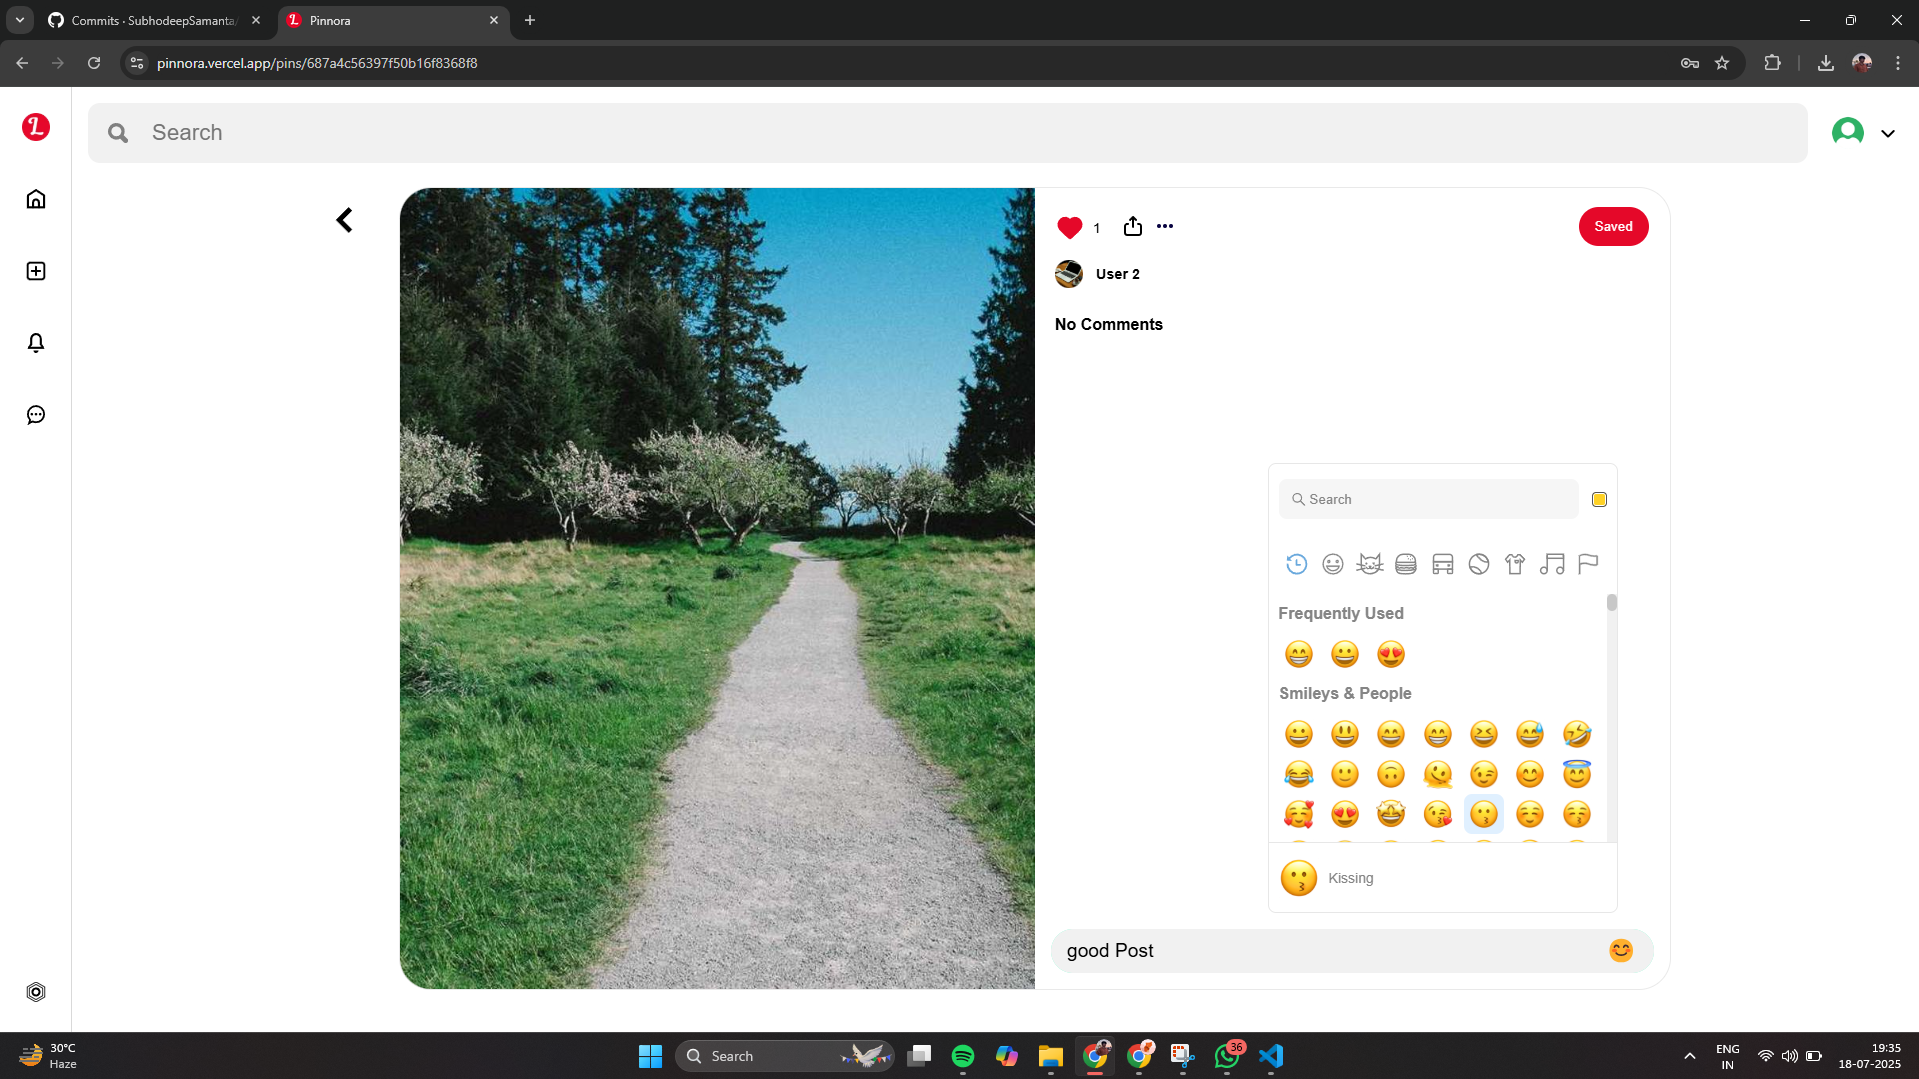 Commits · SubhodeepSamanta/
Pinnora
pinnora.vercel.app/pins/687a4c56397f50b16f8368f8
L
Search
1
Saved
User 2
No Comments
Search
Frequently Used
Smileys & People
Kissing
good Post
30°C
Haze
Search
36
ENG
IN
19:35
18-07-2025